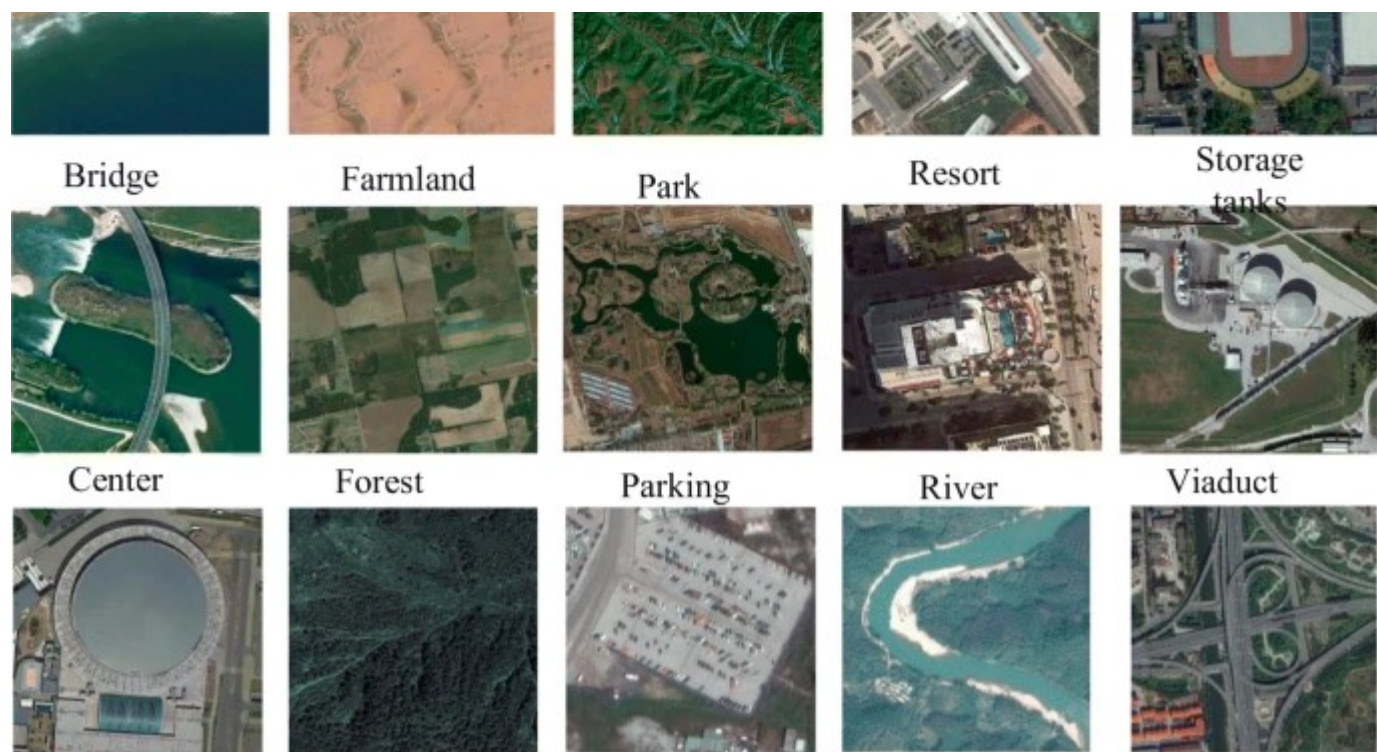 Bridge
Farmland
Park
Resort
Storage
tanks
Center
Forest
Parking
River
Viaduct